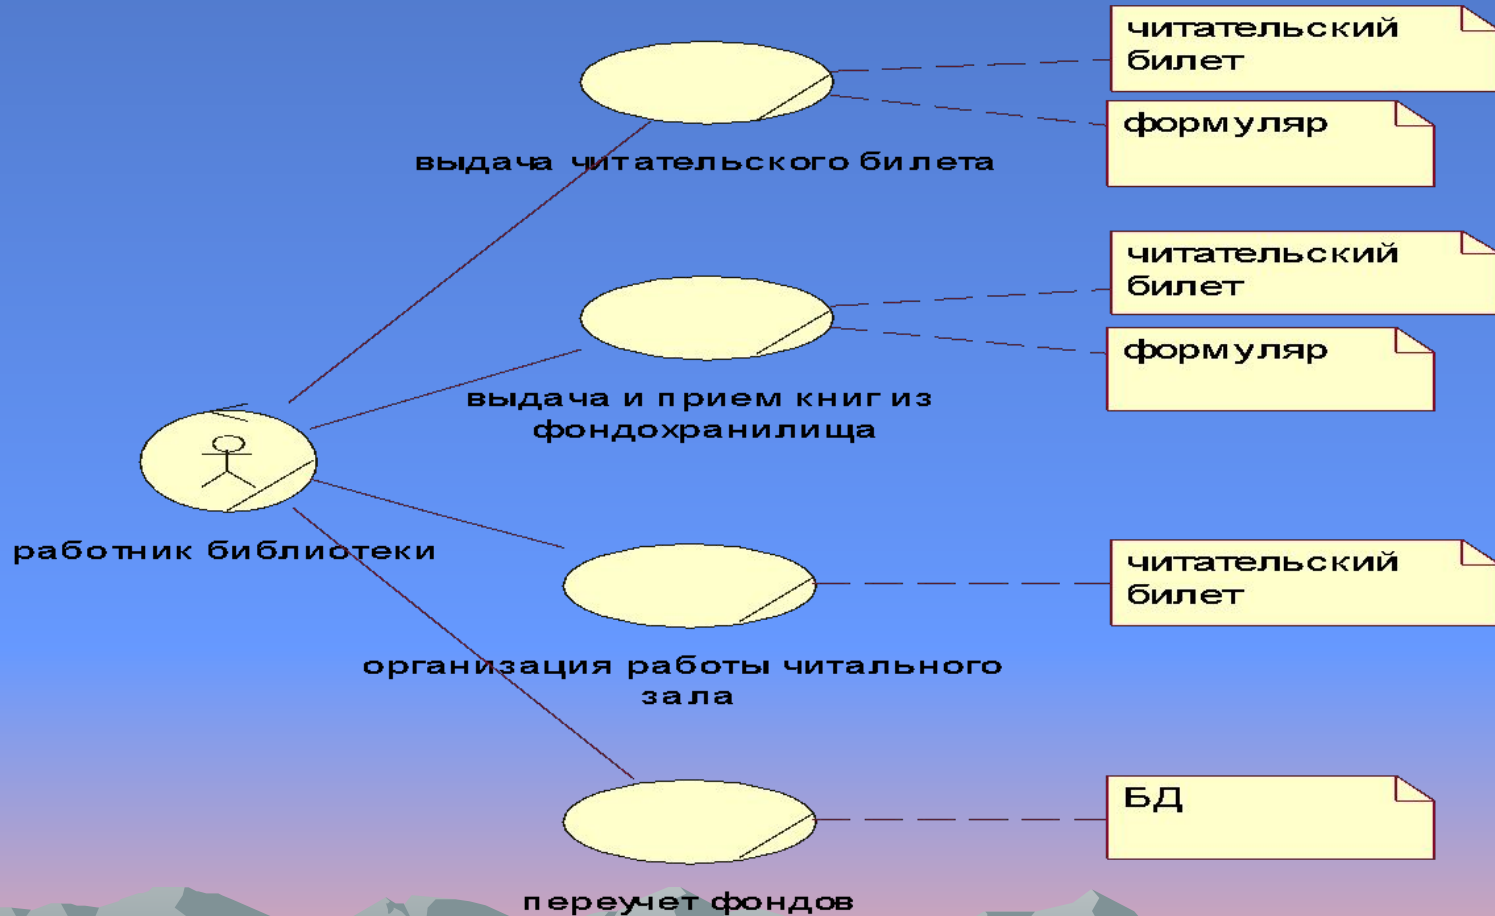 читательский
билет
формуляр
выдача читательского билета
читательский
билет
формуляр
выдача и прием книг из
фондохранилища
работник библиотеки
читательский
билет
организация работы читального
зала
БД
переучет фондов